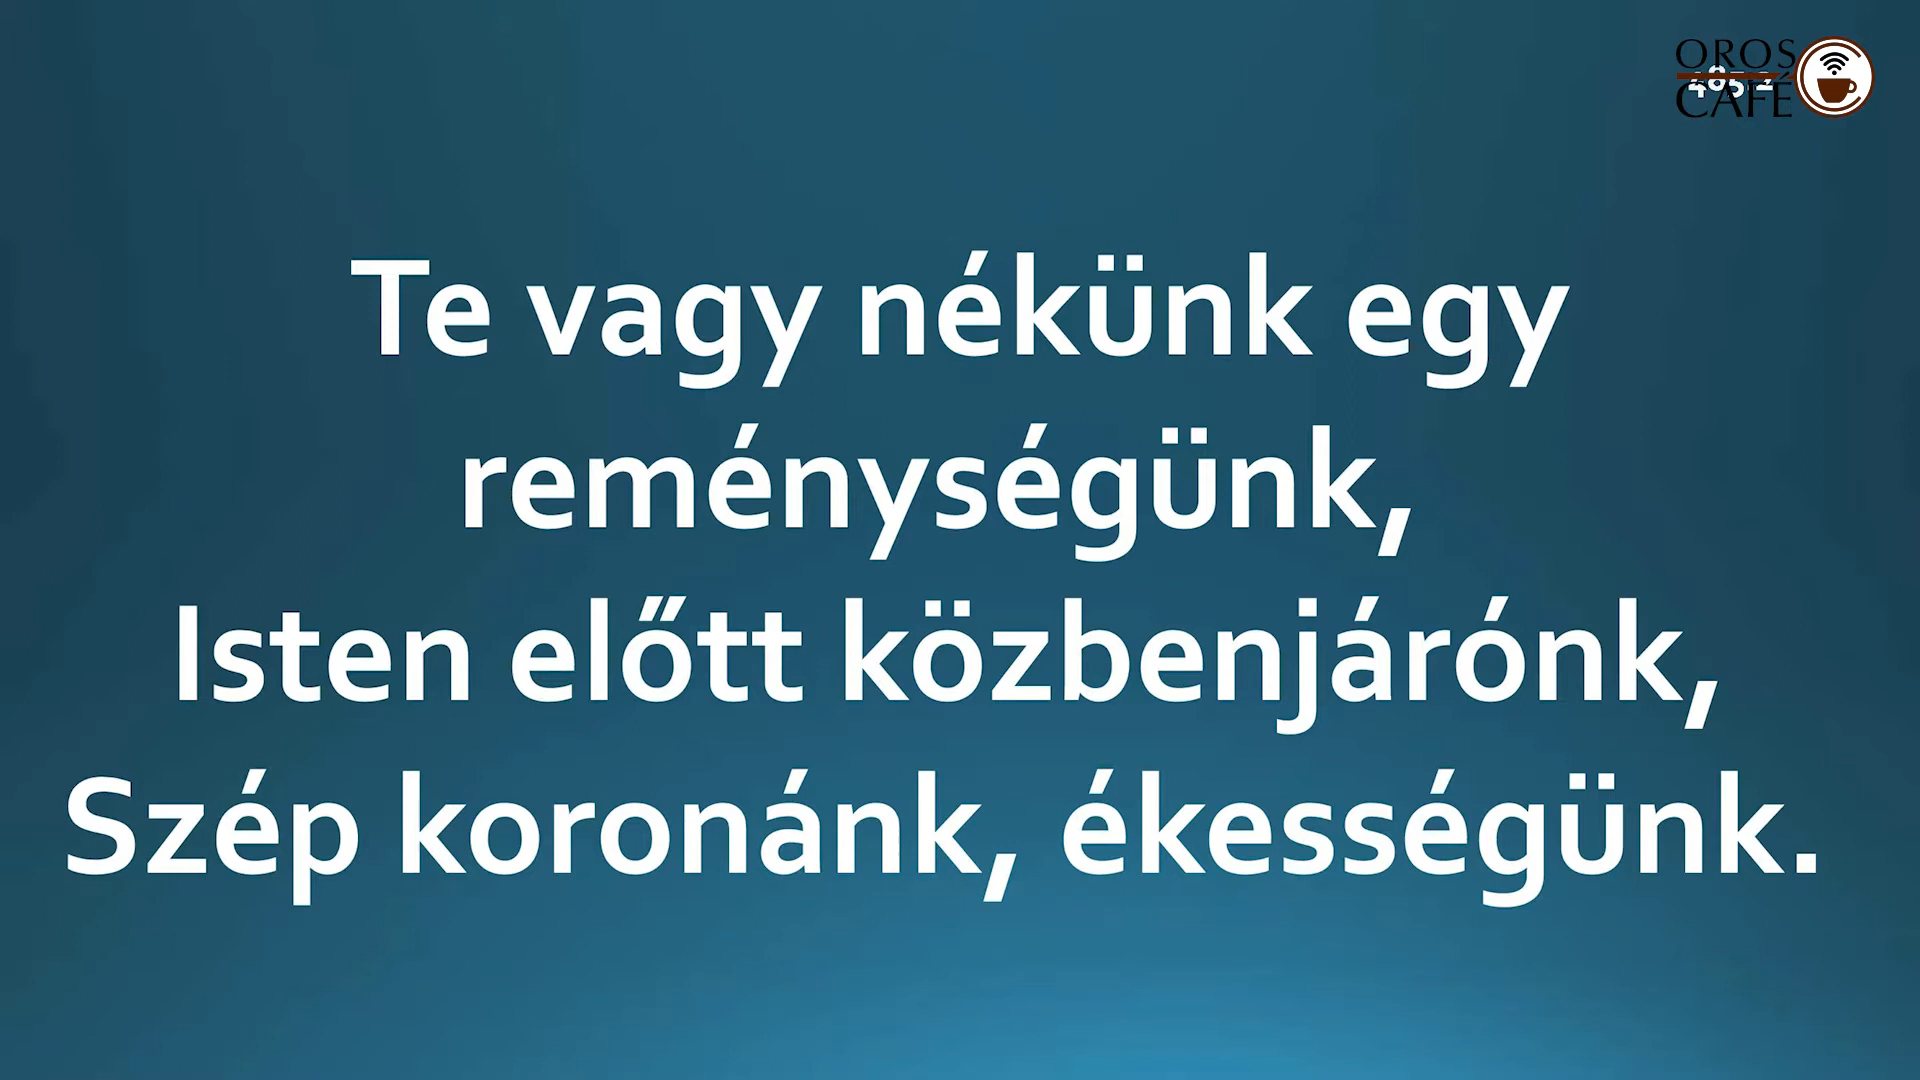 OROS
CAFÉ
Te vagy nékünk egy
reménységünk,
Isten előtt közbenjárónk,
Szép koronánk, ékességünk.